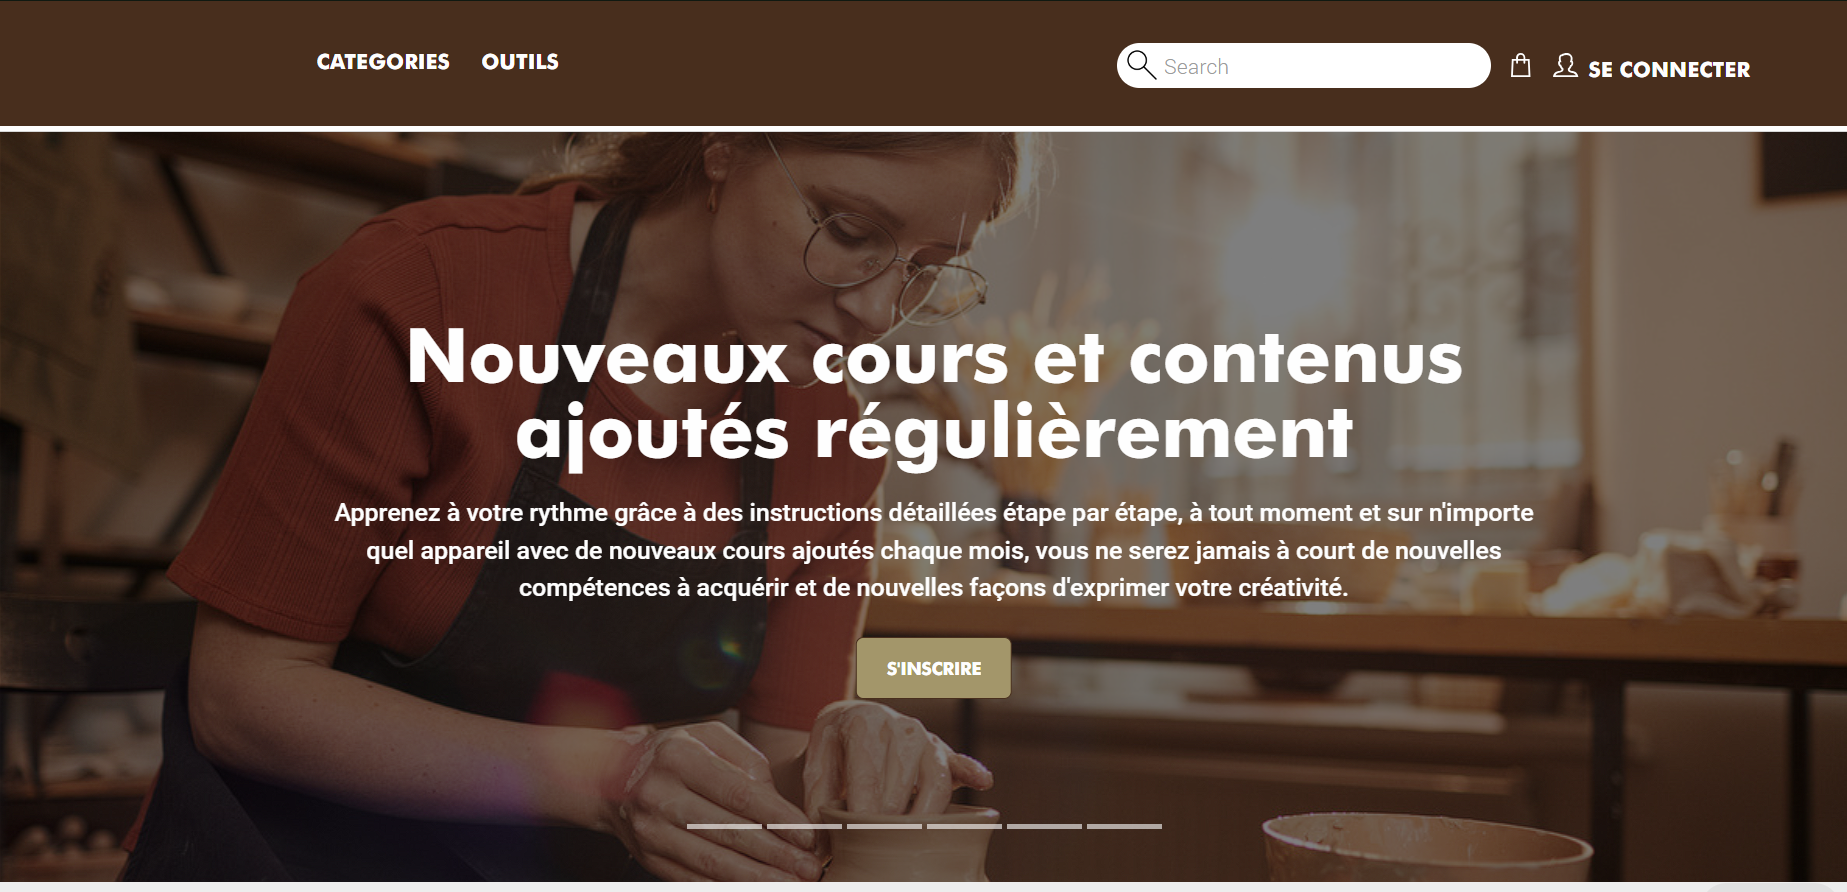 CATEGORIES OUTILS Search SE CONNECTER
Nouveaux cours et contenus
ajoutés régulièrement
Apprenez à votre rythme grâce à des instructions détaillées étape par étape, à tout moment et sur n'importe
quel appareil avec de nouveaux cours ajoutés chaque mois, vous ne serez jamais à court de nouvelles
compétences à acquérir et de nouvelles façons d'exprimer votre créativité.
S'INSCRIRE